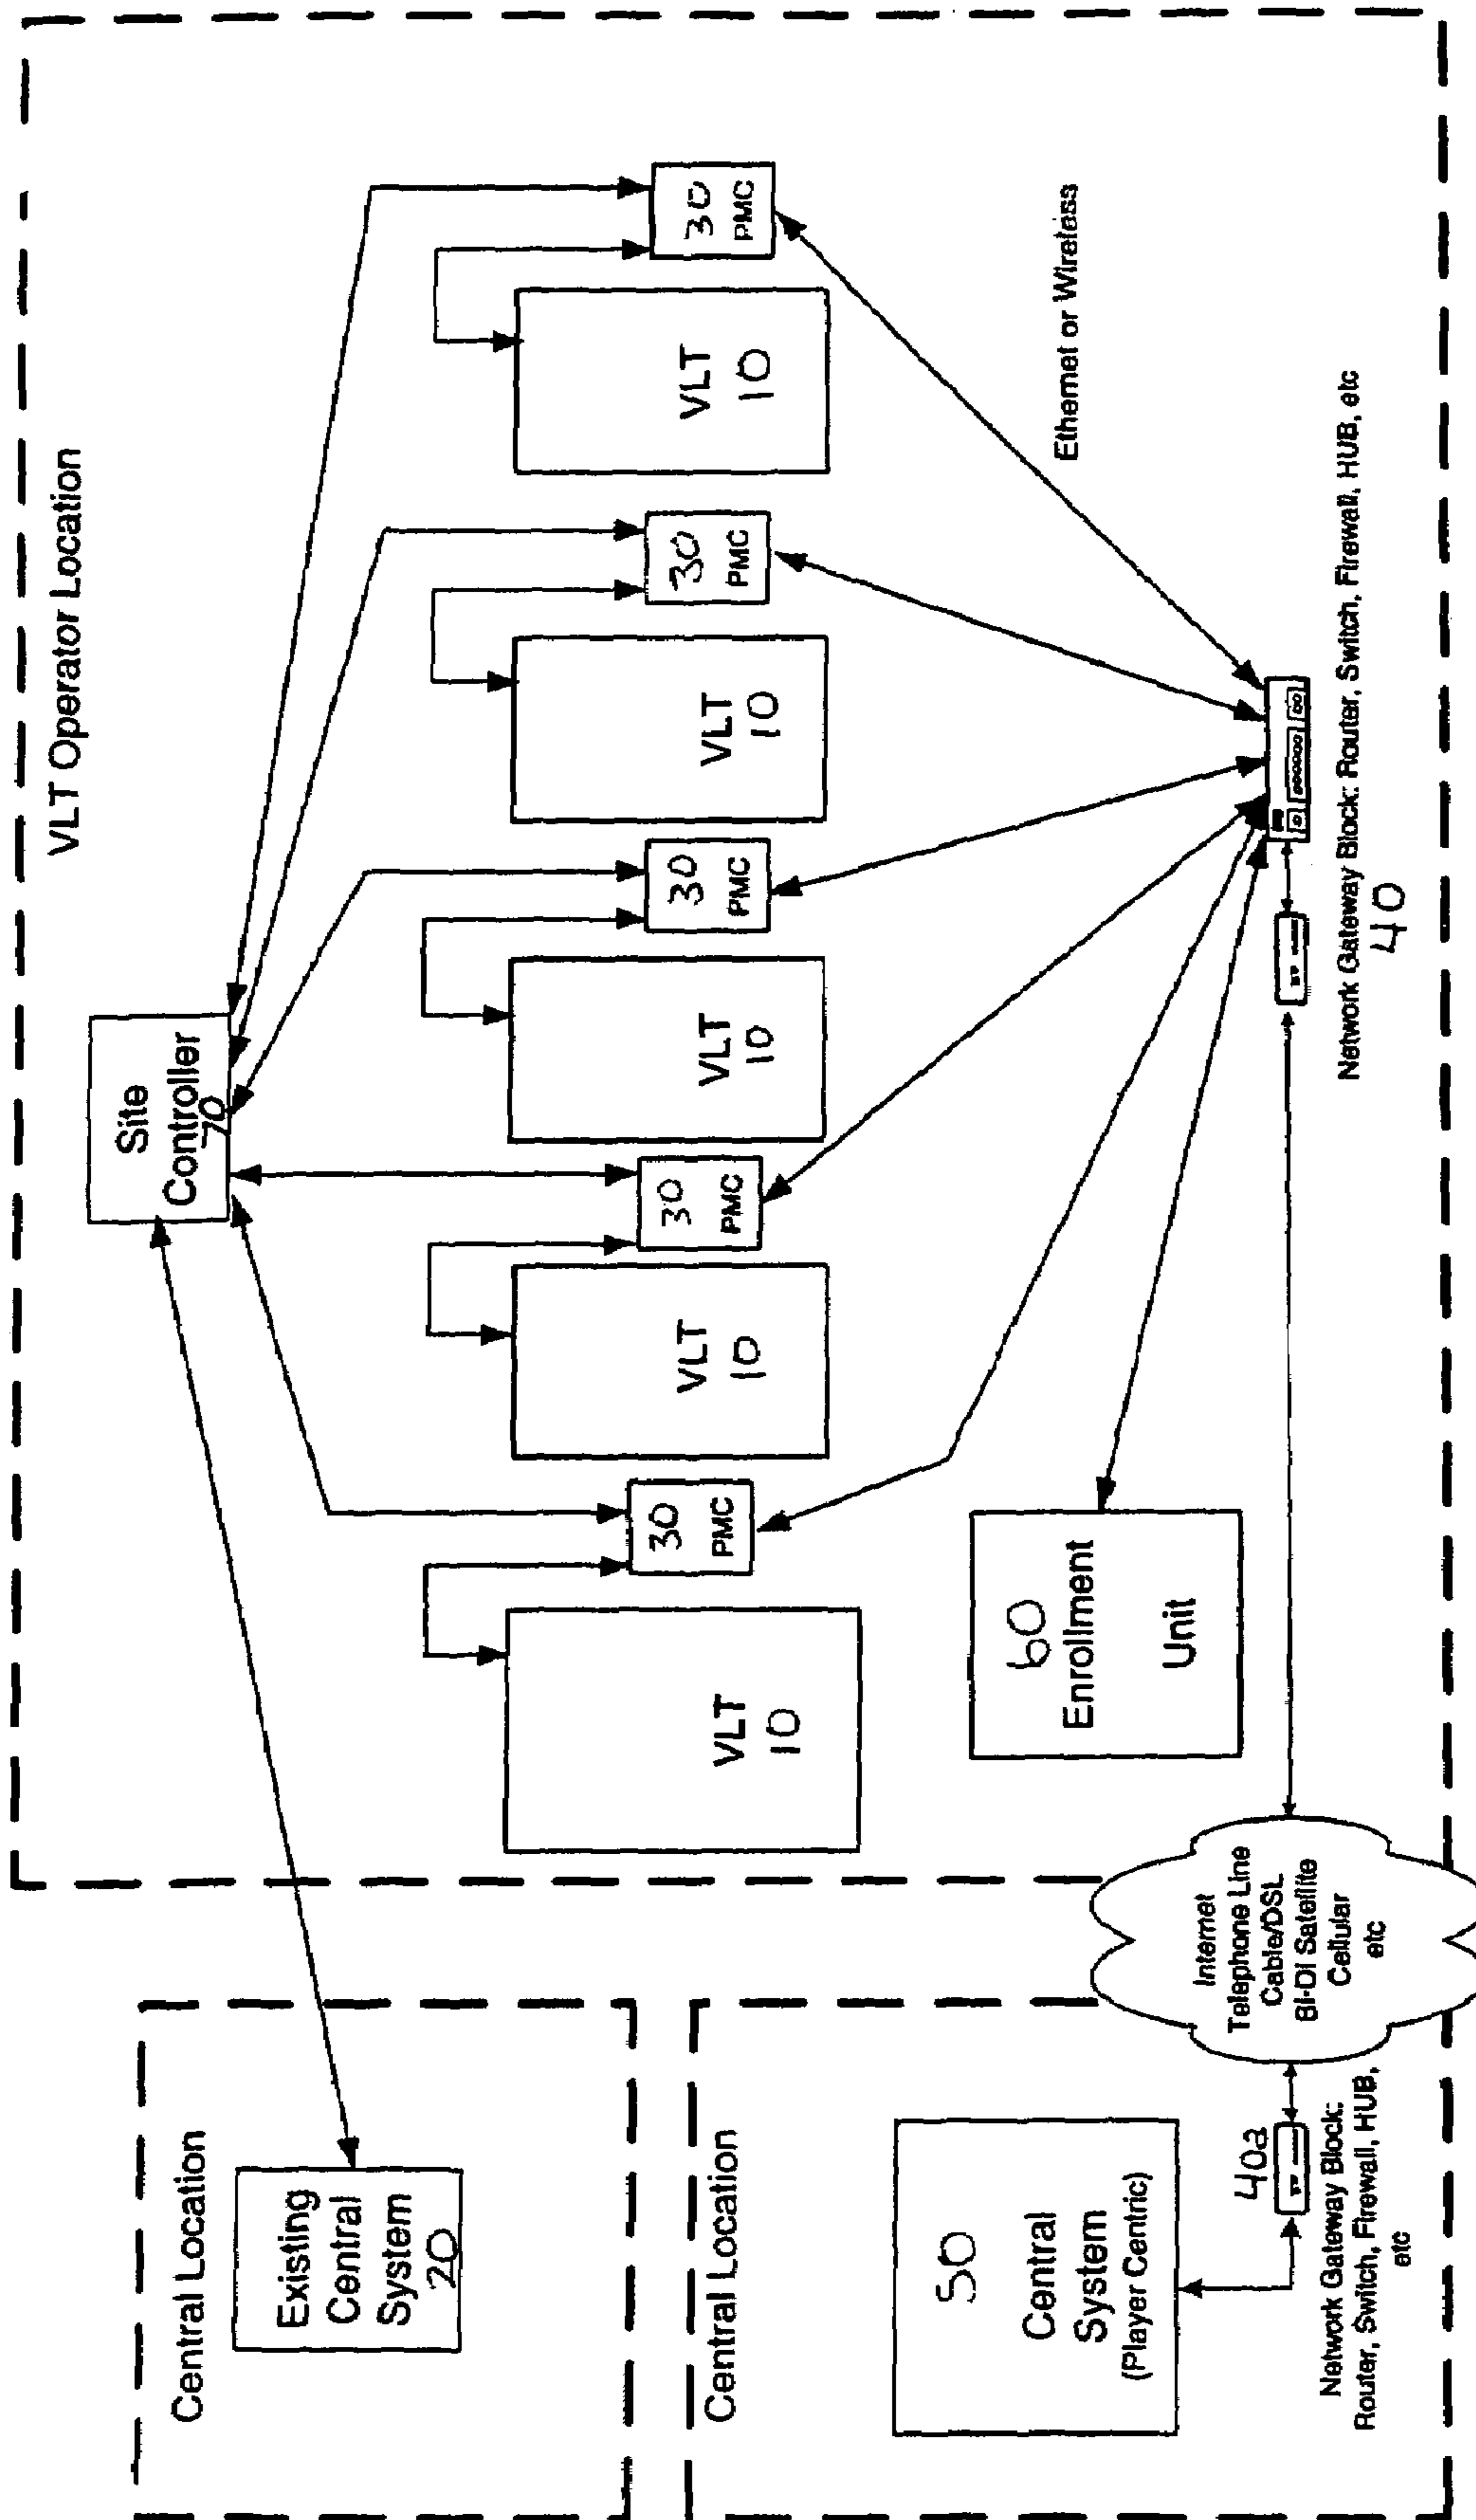 VLT Operator Location
Central Location
Existing
Central
System
20
Site
Controller
70
30
PMC
30
PMC
30
PMC
30
PMC
30
PMC
VLT
10
VLT
10
VLT
10
VLT
10
VLT
10
Central Location
50
Central
System
(Player Centric)
60
Enrollment
Unit
Ethernet or Wireless
Internet
Telephone Line
Cable/DSL
BI-DI Satellite
Cellular
etc
40a
Network Gateway Block:
Router, Switch, Firewall, HUB,
etc
Network Gateway Block: Router, Switch, Firewall, HUB, etc
40